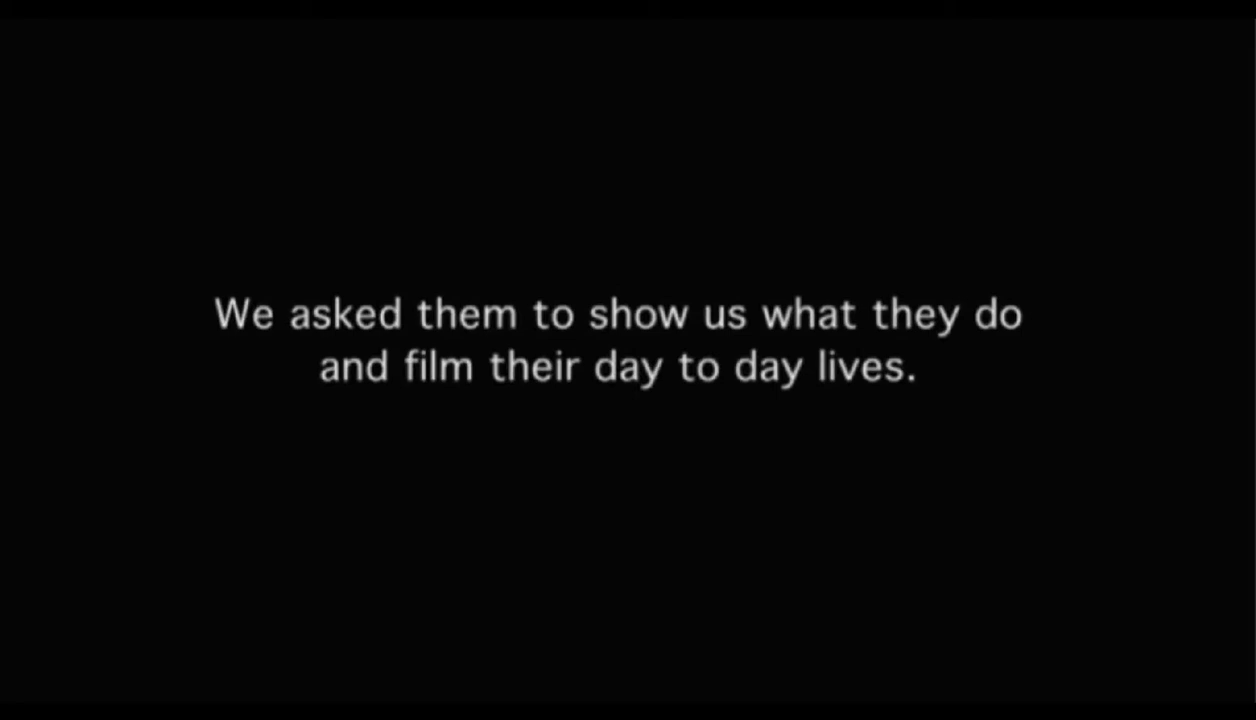 We asked them to show us what they do
and film their day to day lives.